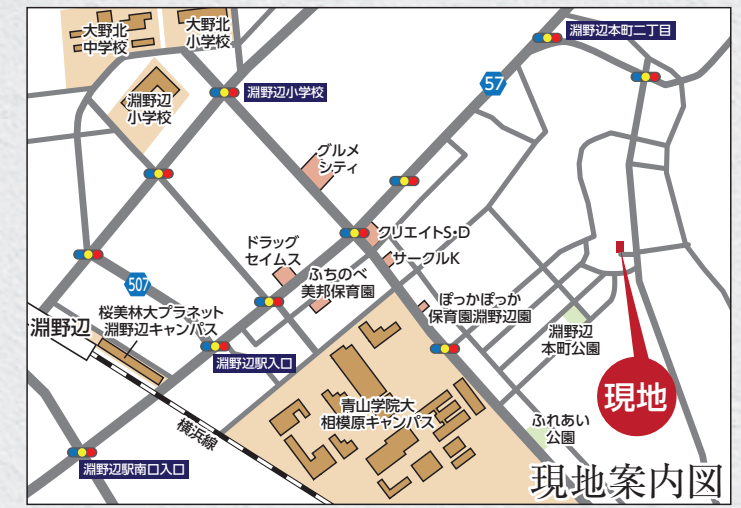 大野北
中学校
大野北
小学校
淵野辺本町二丁目
57
淵野辺小学校
淵野辺
小学校
グルメ
シティ
クリエイトS・D
サークルK
ドラッグ
セイムス
ふちのべ
美邦保育園
507
桜美林大プラネット
淵野辺キャンパス
淵野辺
ぽっかぽっか
保育園淵野辺園
淵野辺
本町公園
淵野辺駅入口
現地
青山学院大
相模原キャンパス
ふれあい
公園
横浜線
淵野辺駅南口入口
現地案内図